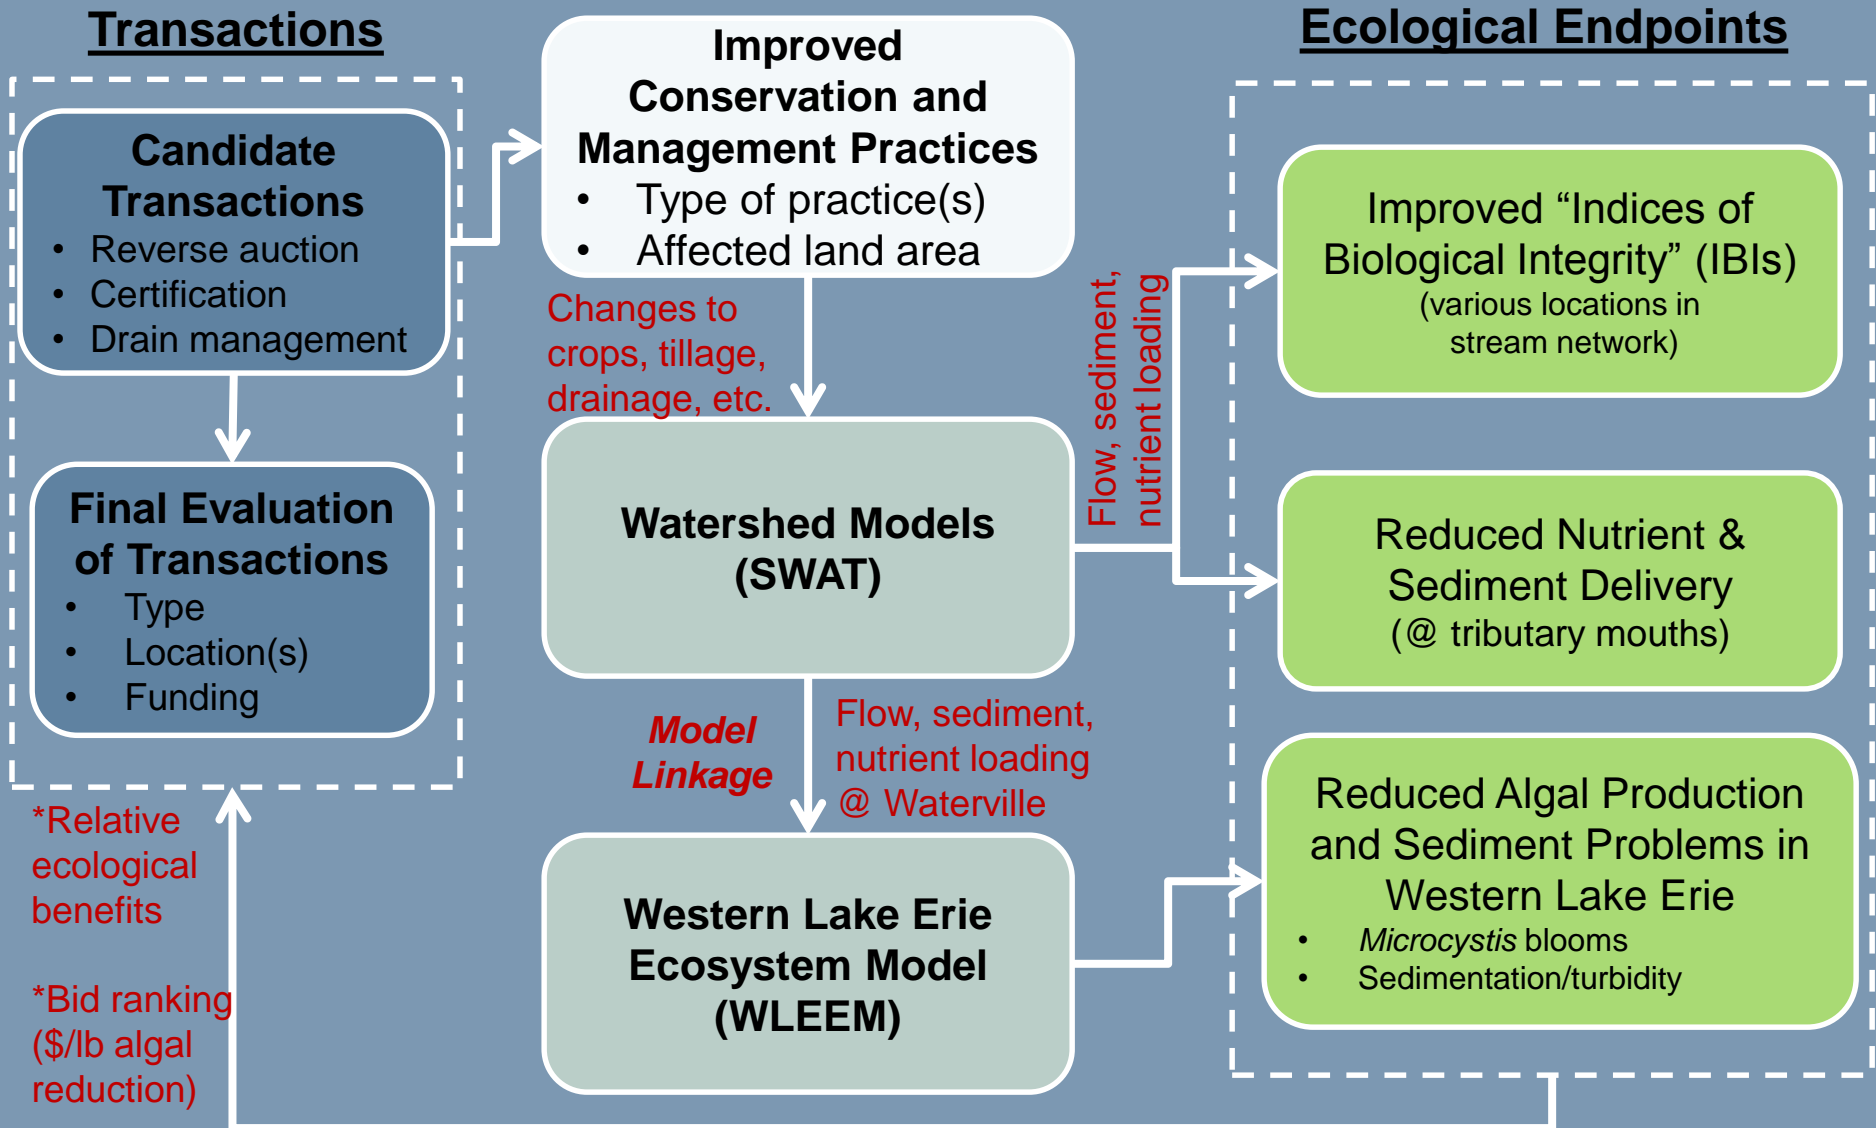 Transactions
Candidate
Transactions
• Reverse auction
• Certification
• Drain management
Final Evaluation
of Transactions
• Type
• Location(s)
• Funding
*Relative
ecological
benefits
*Bid ranking
($/lb algal
reduction)
Improved
Conservation and
Management Practices
• Type of practice(s)
• Affected land area
Changes to
crops, tillage,
drainage, etc.
Watershed Models
(SWAT)
Model
Linkage
Flow, sediment,
nutrient loading
@ Waterville
Western Lake Erie
Ecosystem Model
(WLEEM)
Flow, sediment,
nutrient loading
Ecological Endpoints
Improved “Indices of
Biological Integrity” (IBIs)
(various locations in
stream network)
Reduced Nutrient &
Sediment Delivery
(@ tributary mouths)
Reduced Algal Production
and Sediment Problems in
Western Lake Erie
• Microcystis blooms
• Sedimentation/turbidity